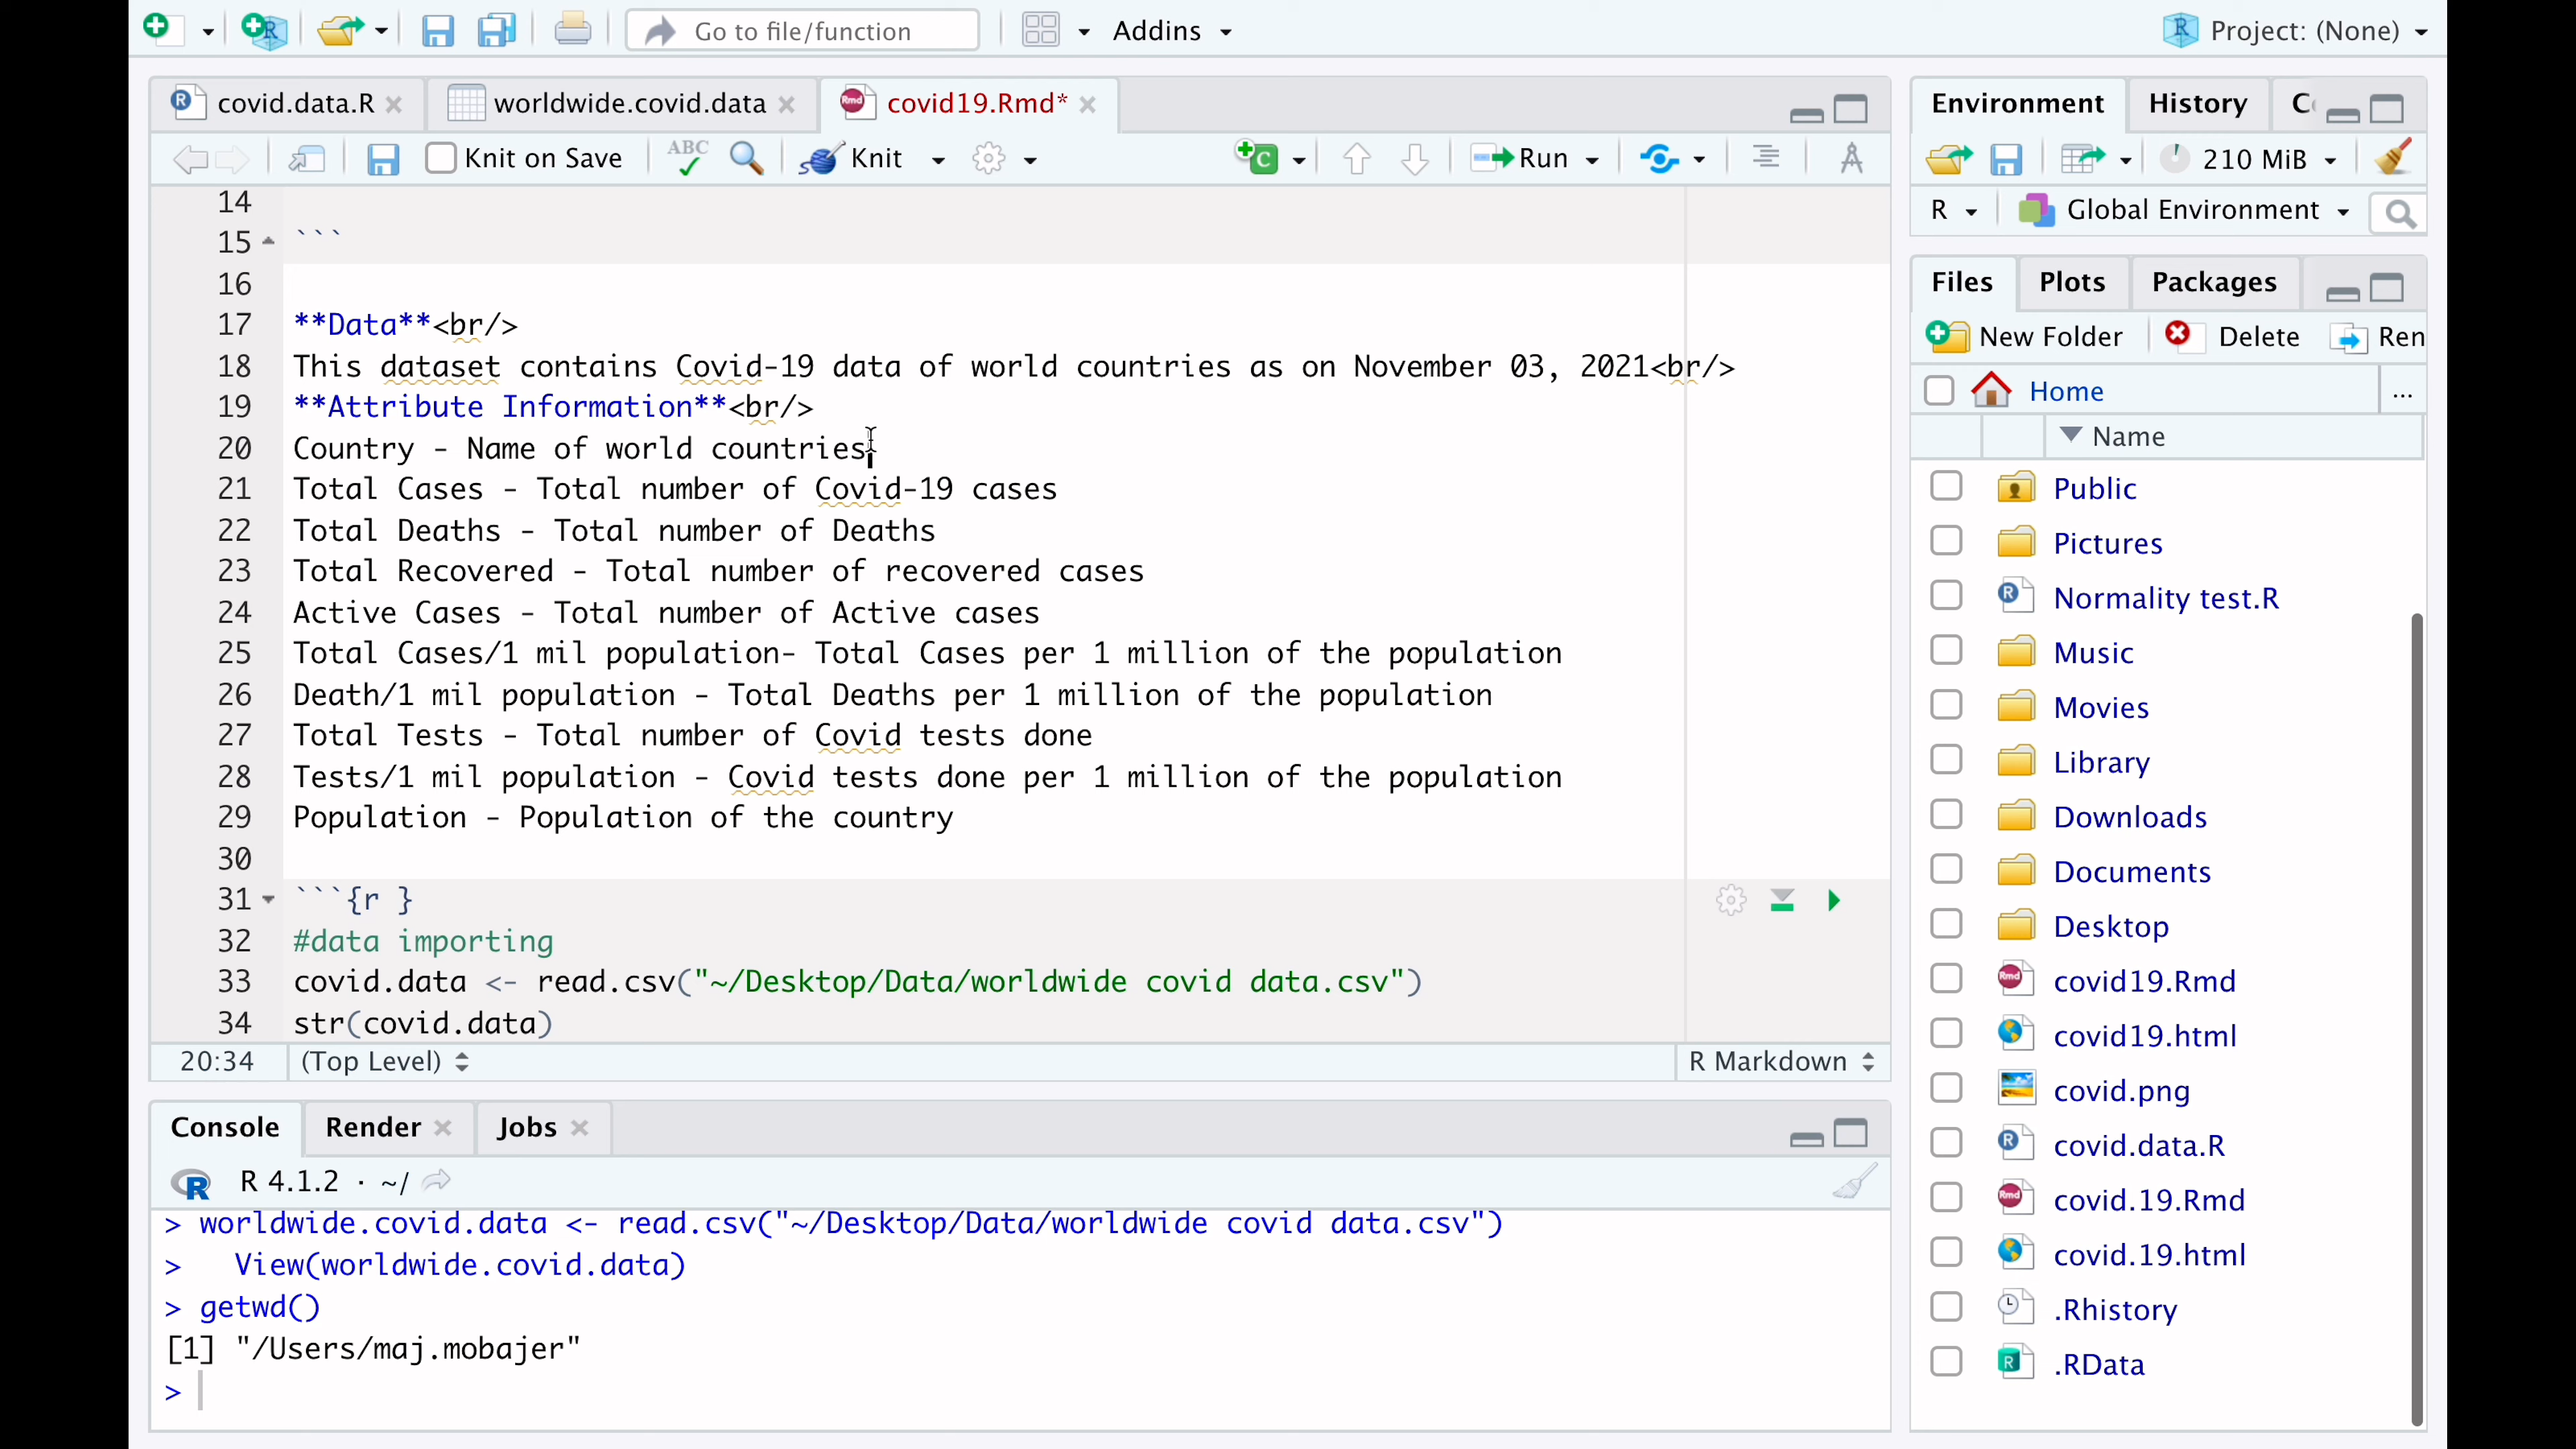 Go to file/function
Addins
Project: (None)
covid.data.R
worldwide.covid.data
covid19.Rmd*
Knit on Save
ABC
Knit
Run
14
15 ```
16
17 **Data**<br/>
18 This dataset contains Covid-19 data of world countries as on November 03, 2021<br/>
19 **Attribute Information**<br/>
20 Country - Name of world countries
21 Total Cases - Total number of Covid-19 cases
22 Total Deaths - Total number of Deaths
23 Total Recovered - Total number of recovered cases
24 Active Cases - Total number of Active cases
25 Total Cases/1 mil population- Total Cases per 1 million of the population
26 Death/1 mil population - Total Deaths per 1 million of the population
27 Total Tests - Total number of Covid tests done
28 Tests/1 mil population - Covid tests done per 1 million of the population
29 Population - Population of the country
30
31 ```{r }
32 #data importing
33 covid.data <- read.csv("~/Desktop/Data/worldwide covid data.csv")
34 str(covid.data)
20:34
(Top Level)
R Markdown
Console
Render
Jobs
R 4.1.2 · ~/
> worldwide.covid.data <- read.csv("~/Desktop/Data/worldwide covid data.csv")
>   View(worldwide.covid.data)
> getwd()
[1] "/Users/maj.mobajer"
>
Environment
History
Co
210 MiB
R
Global Environment
Files
Plots
Packages
New Folder
Delete
Ren
Home
...
Name
Public
Pictures
Normality test.R
Music
Movies
Library
Downloads
Documents
Desktop
covid19.Rmd
covid19.html
covid.png
covid.data.R
covid.19.Rmd
covid.19.html
.Rhistory
.RData